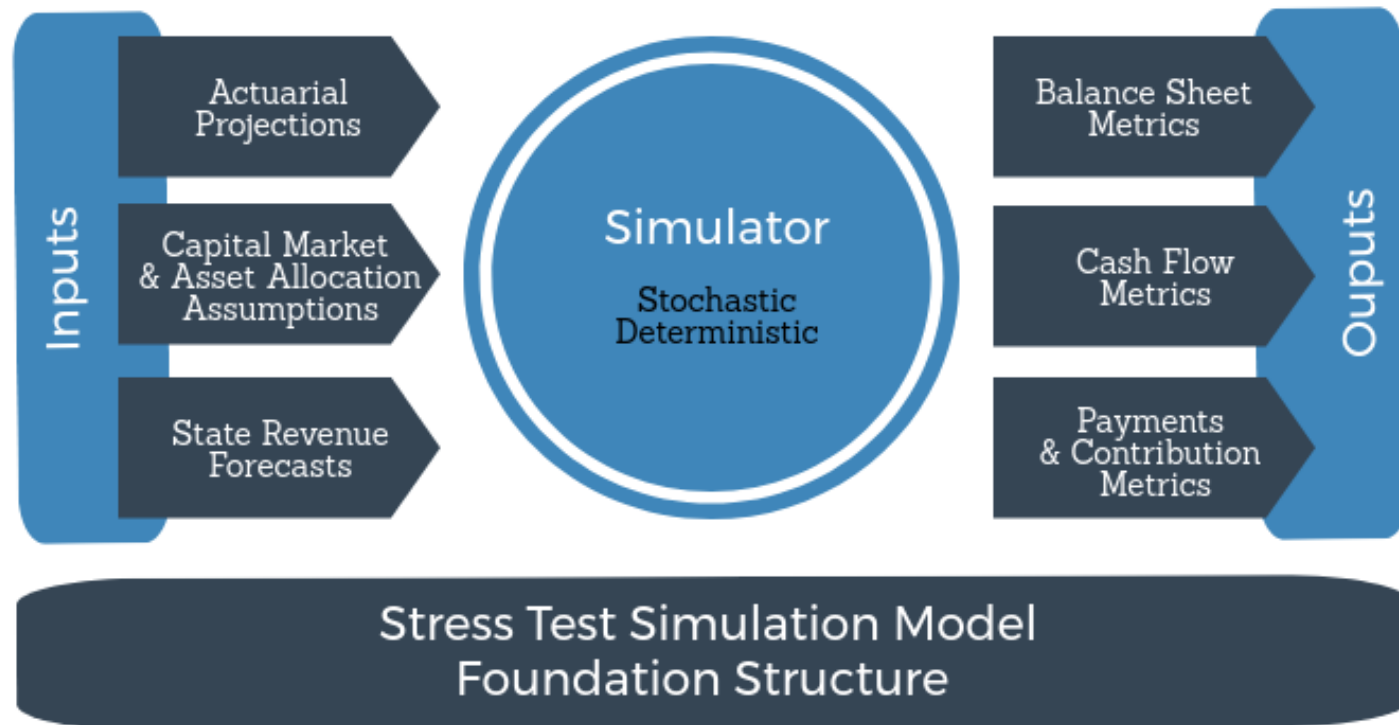 Inputs
Actuarial
Projections
Capital Market
& Asset Allocation
Assumptions
State Revenue
Forecasts
Simulator
Stochastic
Deterministic
Balance Sheet
Metrics
Cash Flow
Metrics
Payments
& Contribution
Metrics
Ouputs
Stress Test Simulation Model
Foundation Structure